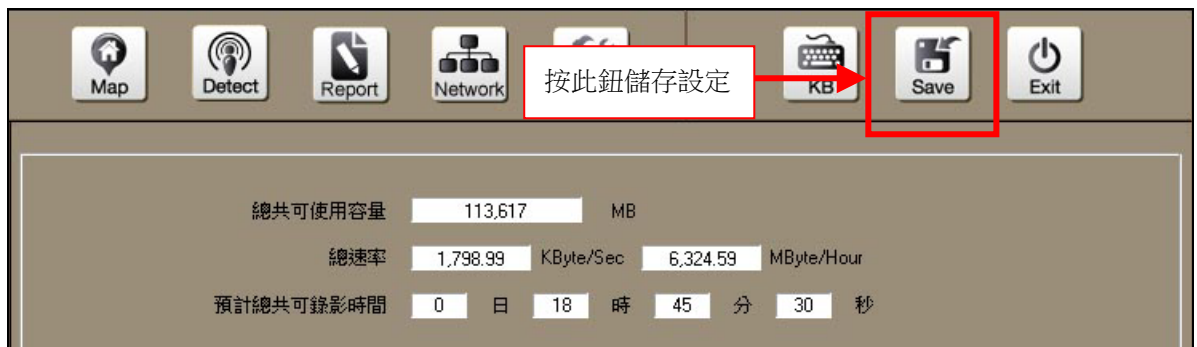 Map Detect Report Network KB Save Exit
按此鈕儲存設定
總共可使用容量 113,617 MB
總速率 1,798.99 KByte/Sec 6,324.59 MByte/Hour
預計總共可錄影時間 0 日 18 時 45 分 30 秒